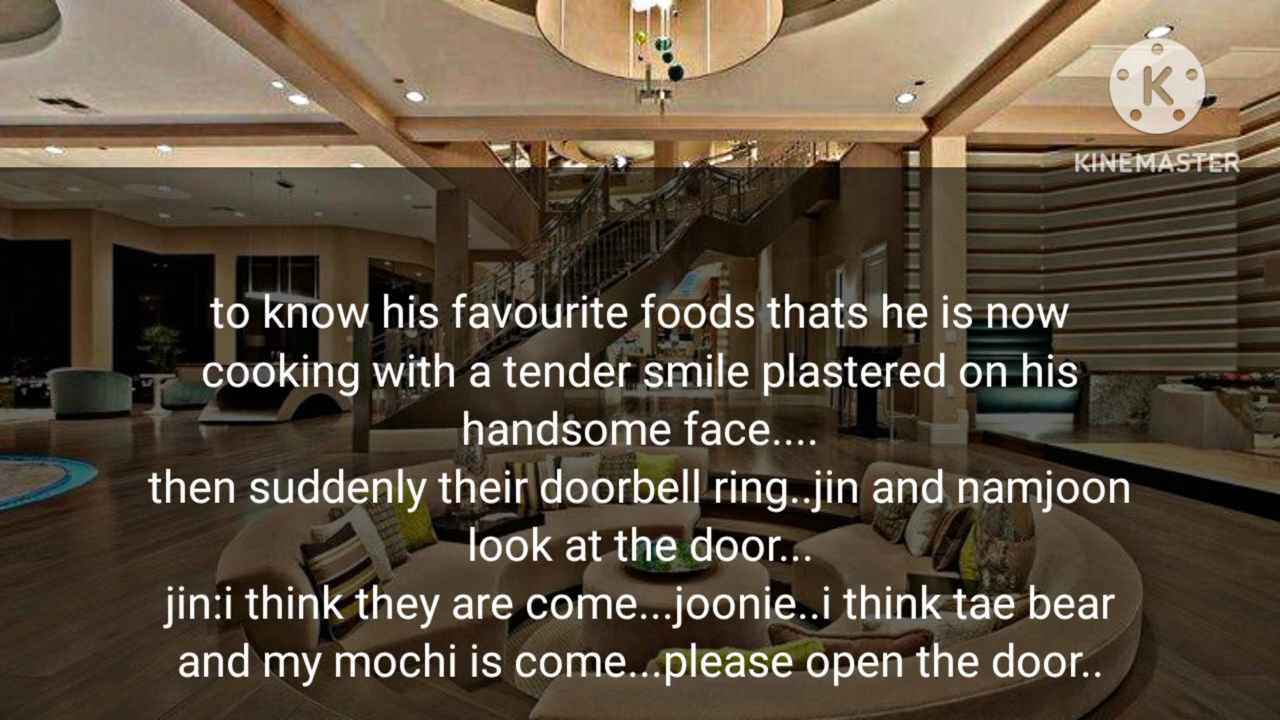 KINEMASTER
to know his favourite foods thats he is now
cooking with a tender smile plastered on his
handsome face....
then suddenly their doorbell ring..jin and namjoon
look at the door...
jin:i think they are come...joonie..i think tae bear
and my mochi is come...please open the door..